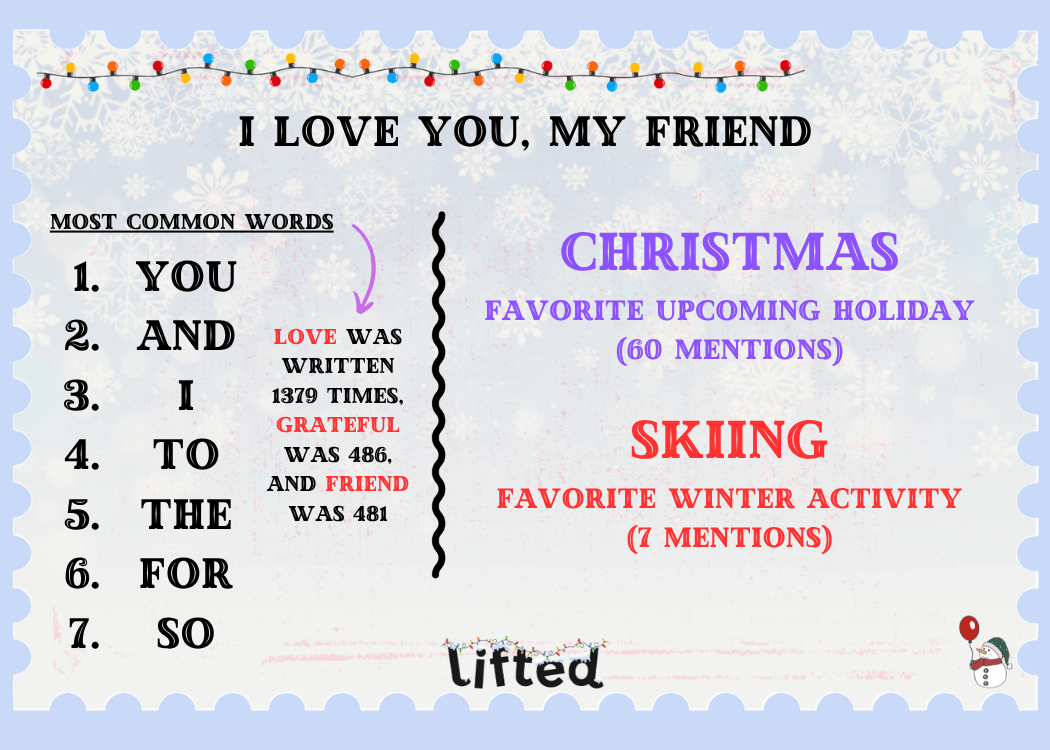 I LOVE YOU, MY FRIEND
MOST COMMON WORDS
1. YOU
2. AND
3. I
4. TO
5. THE
6. FOR
7. SO
LOVE WAS
WRITTEN
1379 TIMES,
GRATEFUL
WAS 486,
AND FRIEND
WAS 481
CHRISTMAS
FAVORITE UPCOMING HOLIDAY
(60 MENTIONS)
SKIING
FAVORITE WINTER ACTIVITY
(7 MENTIONS)
Lifted